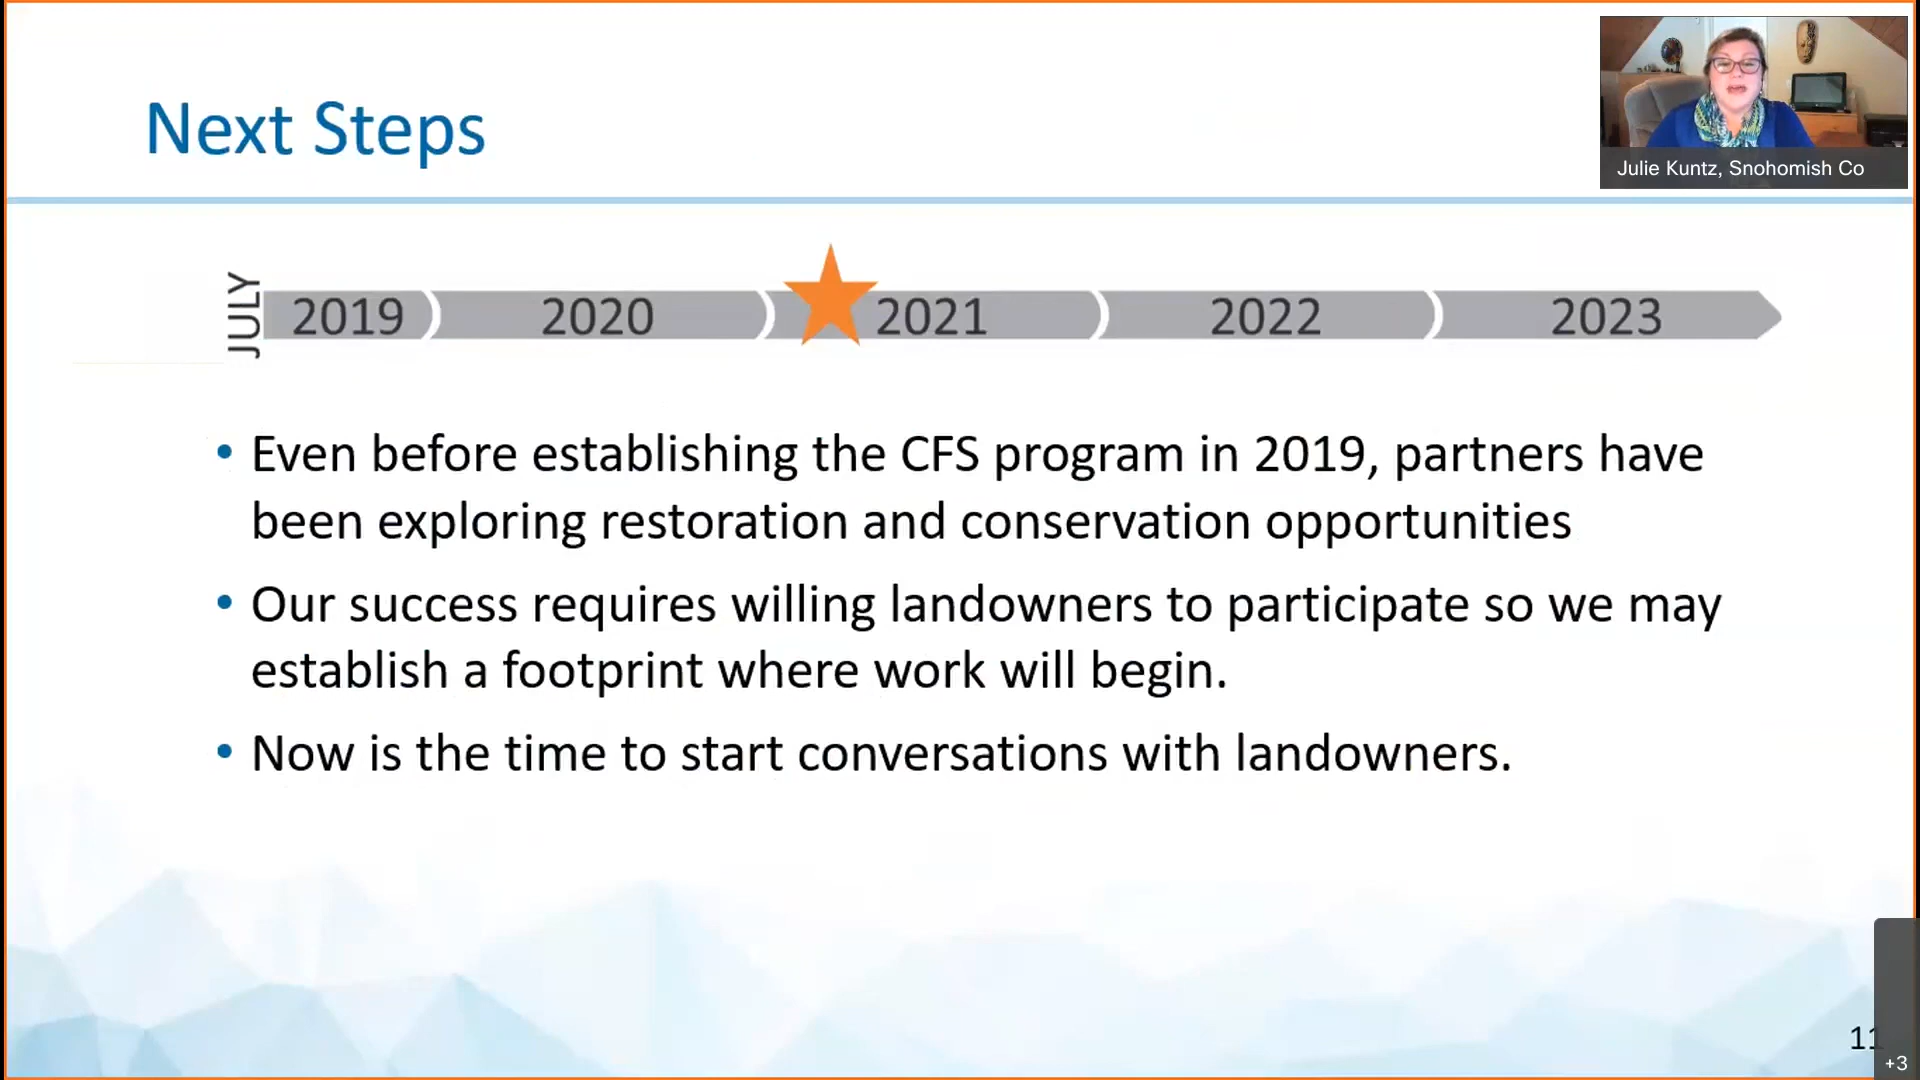 Next Steps
Julie Kuntz, Snohomish Co
JULY 2019 2020 2021 2022 2023
• Even before establishing the CFS program in 2019, partners have
been exploring restoration and conservation opportunities
• Our success requires willing landowners to participate so we may
establish a footprint where work will begin.
• Now is the time to start conversations with landowners.
11
+3